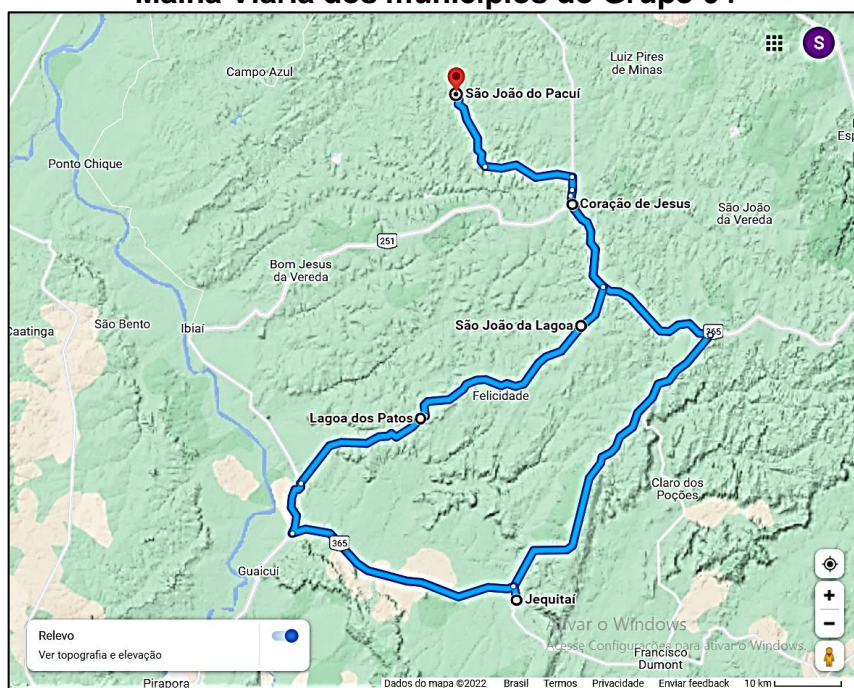 Malha Viária dos municípios do Grupo 04
Luiz Pires
de Minas
S
Campo Azul
São João do Pacuí
Ponto Chique
Coração de Jesus
São João
da Vereda
251
Bom Jesus
da Vereda
Caatinga
São Bento
Ibiaí
São João da Lagoa
365
Felicidade
Lagoa dos Patos
Claro dos
Poções
365
Guaicuí
Jequitaí
Ativar o Windows
Acesse Configurações para ativar o Windows.
Relevo
Ver topografia e elevação
Francisco
Dumont
Pirapora
Dados do mapa ©2022 Brasil Termos Privacidade Enviar feedback 10 km